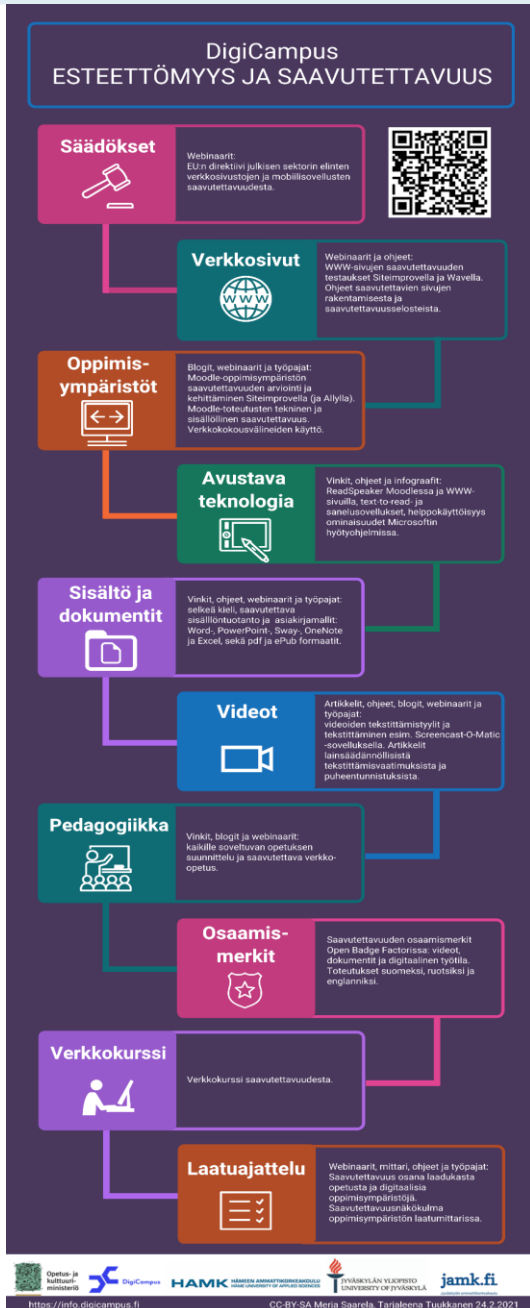 DigiCampus
ESTEETTÖMYYS JA SAAVUTETTAVUUS
Säädökset
Webinaarit:
EU:n direktiivi julkisen sektorin elinten
verkkosivustojen ja mobiilisovellusten
saavutettavuudesta.
Verkkosivut
WWW
Webinaarit ja ohjeet:
WWW-sivujen saavutettavuuden
testaukset Siteimprovella ja Wavella.
Ohjeet saavutettavien sivujen
rakentamisesta ja
saavutettavuusselosteista.
Oppimis-
ympäristöt
Blogit, webinaarit ja työpajat:
Moodle-oppimisympäristön
saavutettavuuden arviointi ja
kehittäminen Siteimprovella (ja Allylla).
Moodle-toteutusten tekninen ja
sisällöllinen saavutettavuus.
Verkkokokousvälineiden käyttö.
Avustava
teknologia
Vinkit, ohjeet ja infograafit:
ReadSpeaker Moodlessa ja WWW-
sivuilla, text-to-read- ja
sanelusovellukset, helppokäyttöisyys
ominaisuudet Microsoftin
hyötyohjelmissa.
Sisältö ja
dokumentit
Vinkit, ohjeet, webinaarit ja työpajat:
selkeä kieli, saavutettava
sisällöntuotanto ja asiakirjamallit:
Word-, PowerPoint-, Sway-, OneNote
ja Excel, sekä pdf ja ePub formaatit.
Videot
Artikkelit, ohjeet, blogit, webinaarit ja
työpajat:
videoiden tekstittämistyylit ja
tekstittäminen esim. Screencast-O-Matic
-sovelluksella. Artikkelit
lainsäädännöllisistä
tekstittämisvaatimuksista ja
puheentunnistuksista.
Pedagogiikka
Vinkit, blogit ja webinaarit:
kaikille soveltuvan opetuksen
suunnittelu ja saavutettava verkko-
opetus.
Osaamis-
merkit
Saavutettavuuden osaamismerkit
Open Badge Factorissa: videot,
dokumentit ja digitaalinen työtila.
Toteutukset suomeksi, ruotsiksi ja
englanniksi.
Verkkokurssi
Verkkokurssi saavutettavuudesta.
Laatuajattelu
Webinaarit, mittari, ohjeet ja työpajat:
Saavutettavuus osana laadukasta
opetusta ja digitaalisia
oppimisympäristöjä.
Saavutettavuusnäkökulma
oppimisympäristön laatumittarissa.
Opetus- ja
kulttuuri-
ministeriö
DigiCampus
HAMK HÄMEEN AMMATTIKORKEAKOULU
HÄME UNIVERSITY OF APPLIED SCIENCES
JYVÄSKYLÄN YLIOPISTO
UNIVERSITY OF JYVÄSKYLÄ
jamk.fi
https://info.digicampus.fi
CC-BY-SA Merja Saarela, Tarjaleena Tuukkanen 24.2.2021